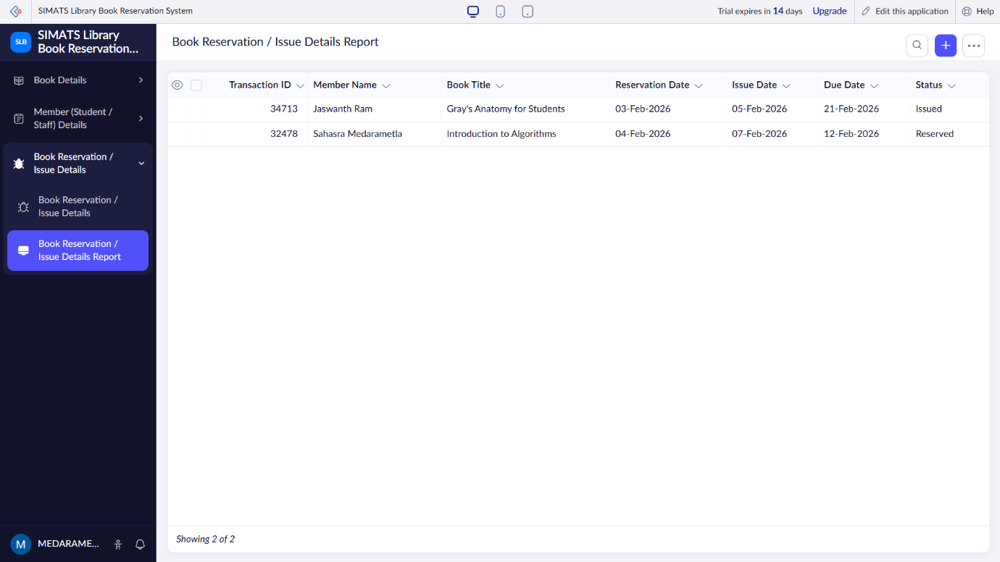 SIMATS Library Book Reservation System
Trial expires in 14 days Upgrade Edit this application Help
SLB
SIMATS Library
Book Reservation...
Book Details
Member (Student /
Staff) Details
Book Reservation /
Issue Details
Book Reservation /
Issue Details
Book Reservation /
Issue Details Report
M MEDARAME...
Book Reservation / Issue Details Report
Transaction ID Member Name Book Title Reservation Date Issue Date Due Date Status
34713 Jaswanth Ram Gray's Anatomy for Students 03-Feb-2026 05-Feb-2026 21-Feb-2026 Issued
32478 Sahasra Medarametla Introduction to Algorithms 04-Feb-2026 07-Feb-2026 12-Feb-2026 Reserved
Showing 2 of 2